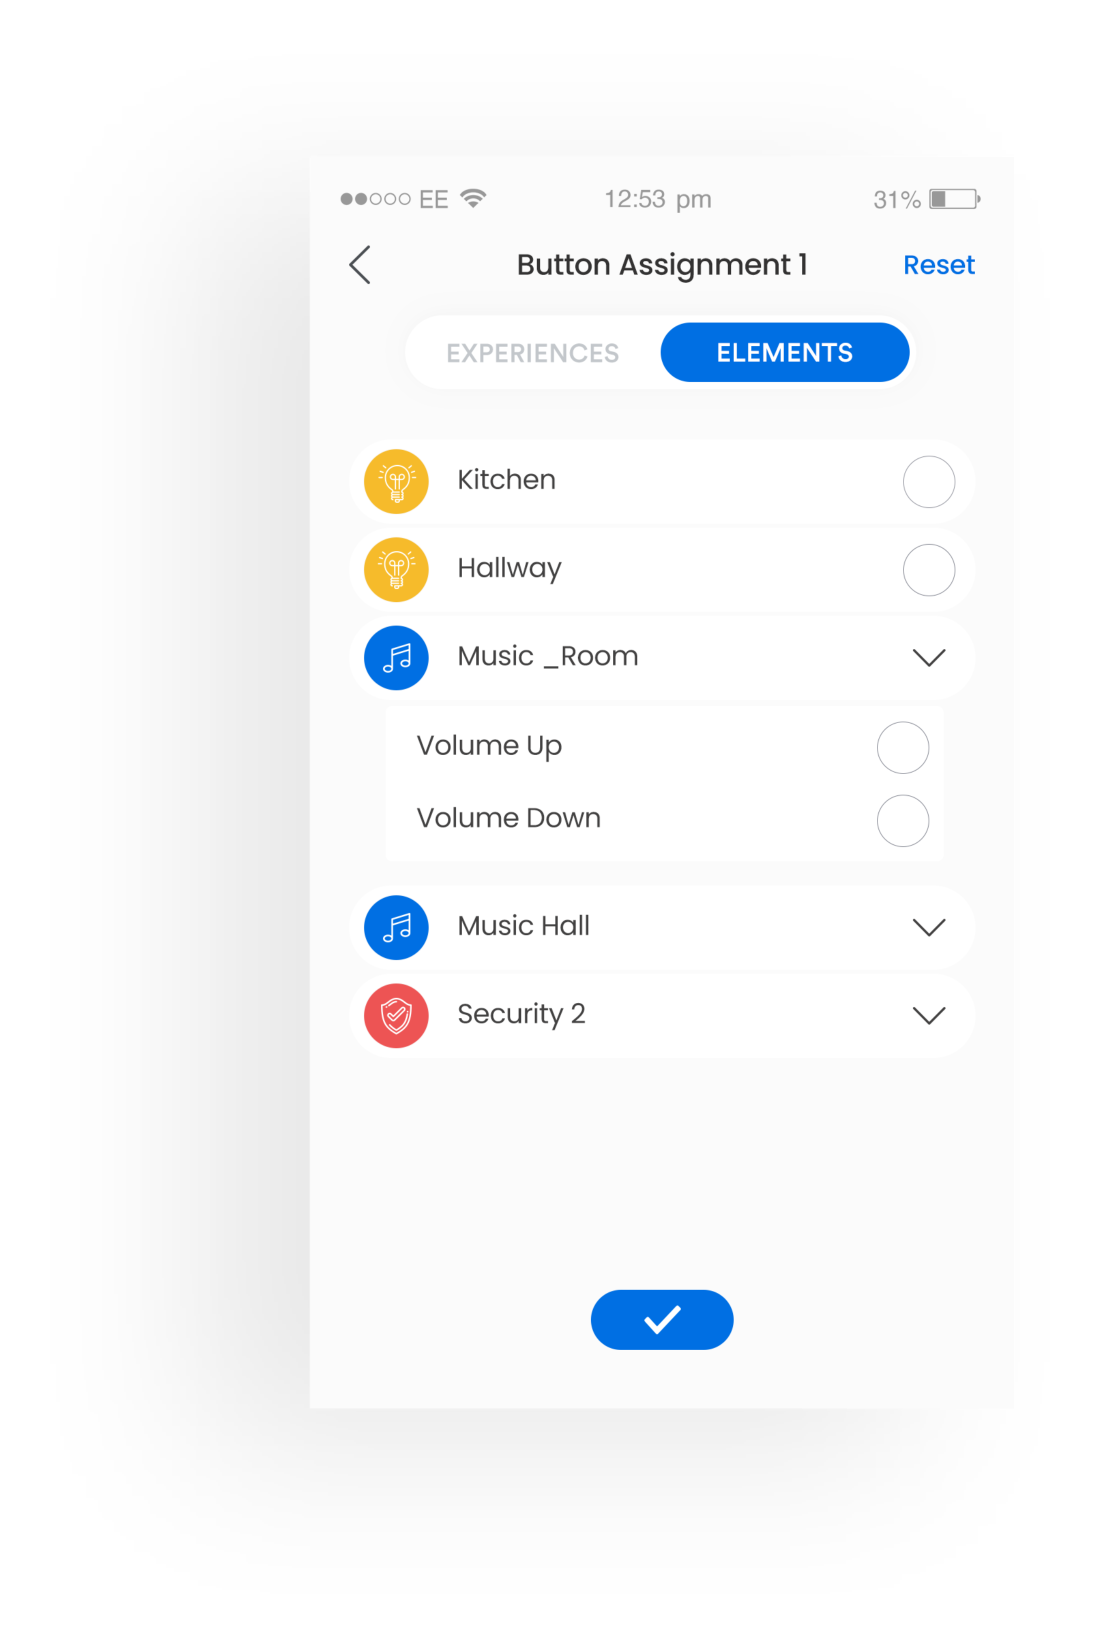 EE 12:53 pm 31%
Button Assignment 1 Reset
EXPERIENCES ELEMENTS
Kitchen
Hallway
Music _Room
Volume Up
Volume Down
Music Hall
Security 2